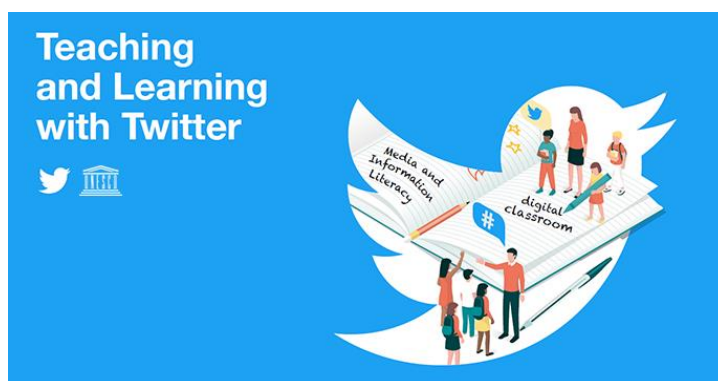 Teaching
and Learning
with Twitter
Media and
Information
Literacy
digital
classroom
#